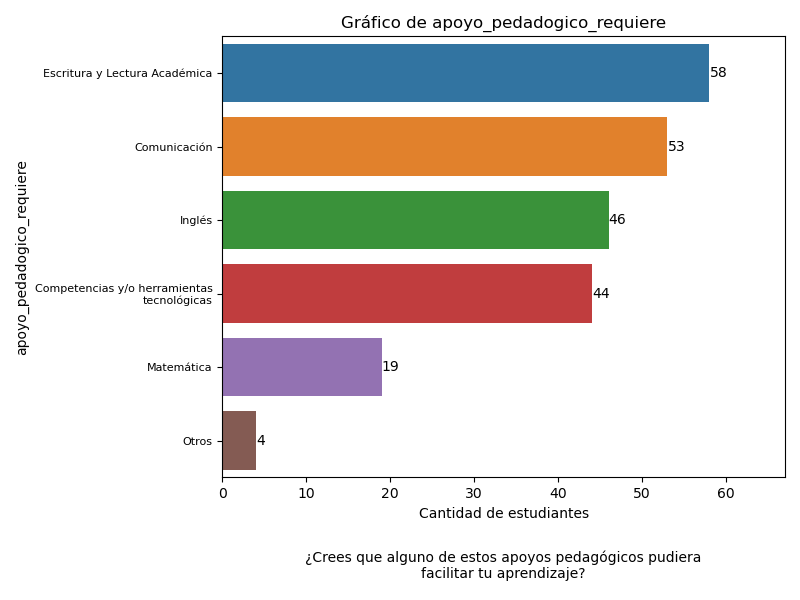 Gráfico de apoyo_pedadogico_requiere
apoyo_pedadogico_requiere
Escritura y Lectura Académica
58
Comunicación
53
Inglés
46
Competencias y/o herramientas
tecnológicas
44
Matemática
19
Otros
4
0 10 20 30 40 50 60
Cantidad de estudiantes
¿Crees que alguno de estos apoyos pedagógicos pudiera
facilitar tu aprendizaje?